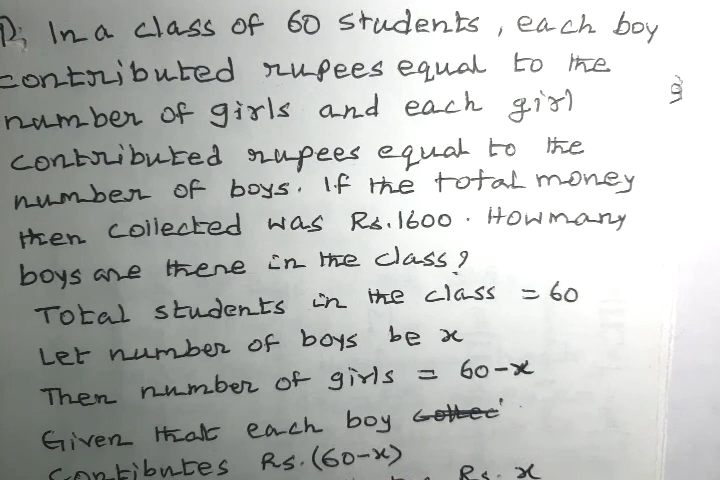 1). In a class of 60 students, each boy
contributed rupees equal to the
number of girls and each girl
contributed rupees equal to the
number of boys. If the total money
then collected was Rs.1600. How many
boys are there in the class?
Total students in the class = 60
Let number of boys be x
Then number of girls = 60-x
Given that each boy
Contibutes Rs.(60-x)
Rs. x